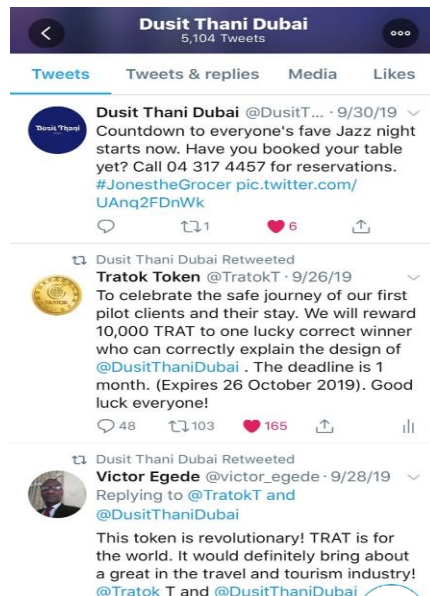 Dusit Thani Dubai
5,104 Tweets
Tweets
Tweets & replies
Media
Likes
Dusit Thani
Dusit Thani Dubai @DusitT... · 9/30/19
Countdown to everyone's fave Jazz night
starts now. Have you booked your table
yet? Call 04 317 4457 for reservations.
#JonestheGrocer pic.twitter.com/
UAnq2FDnWk
1
6
Dusit Thani Dubai Retweeted
TRATOK
Tratok Token @TratokT · 9/26/19
To celebrate the safe journey of our first
pilot clients and their stay. We will reward
10,000 TRAT to one lucky correct winner
who can correctly explain the design of
@DusitThaniDubai . The deadline is 1
month. (Expires 26 October 2019). Good
luck everyone!
48
103
165
Dusit Thani Dubai Retweeted
Victor Egede @victor_egede · 9/28/19
Replying to @TratokT and
@DusitThaniDubai
This token is revolutionary! TRAT is for
the world. It would definitely bring about
a great in the travel and tourism industry!
@Tratok T and @DusitThaniDubai